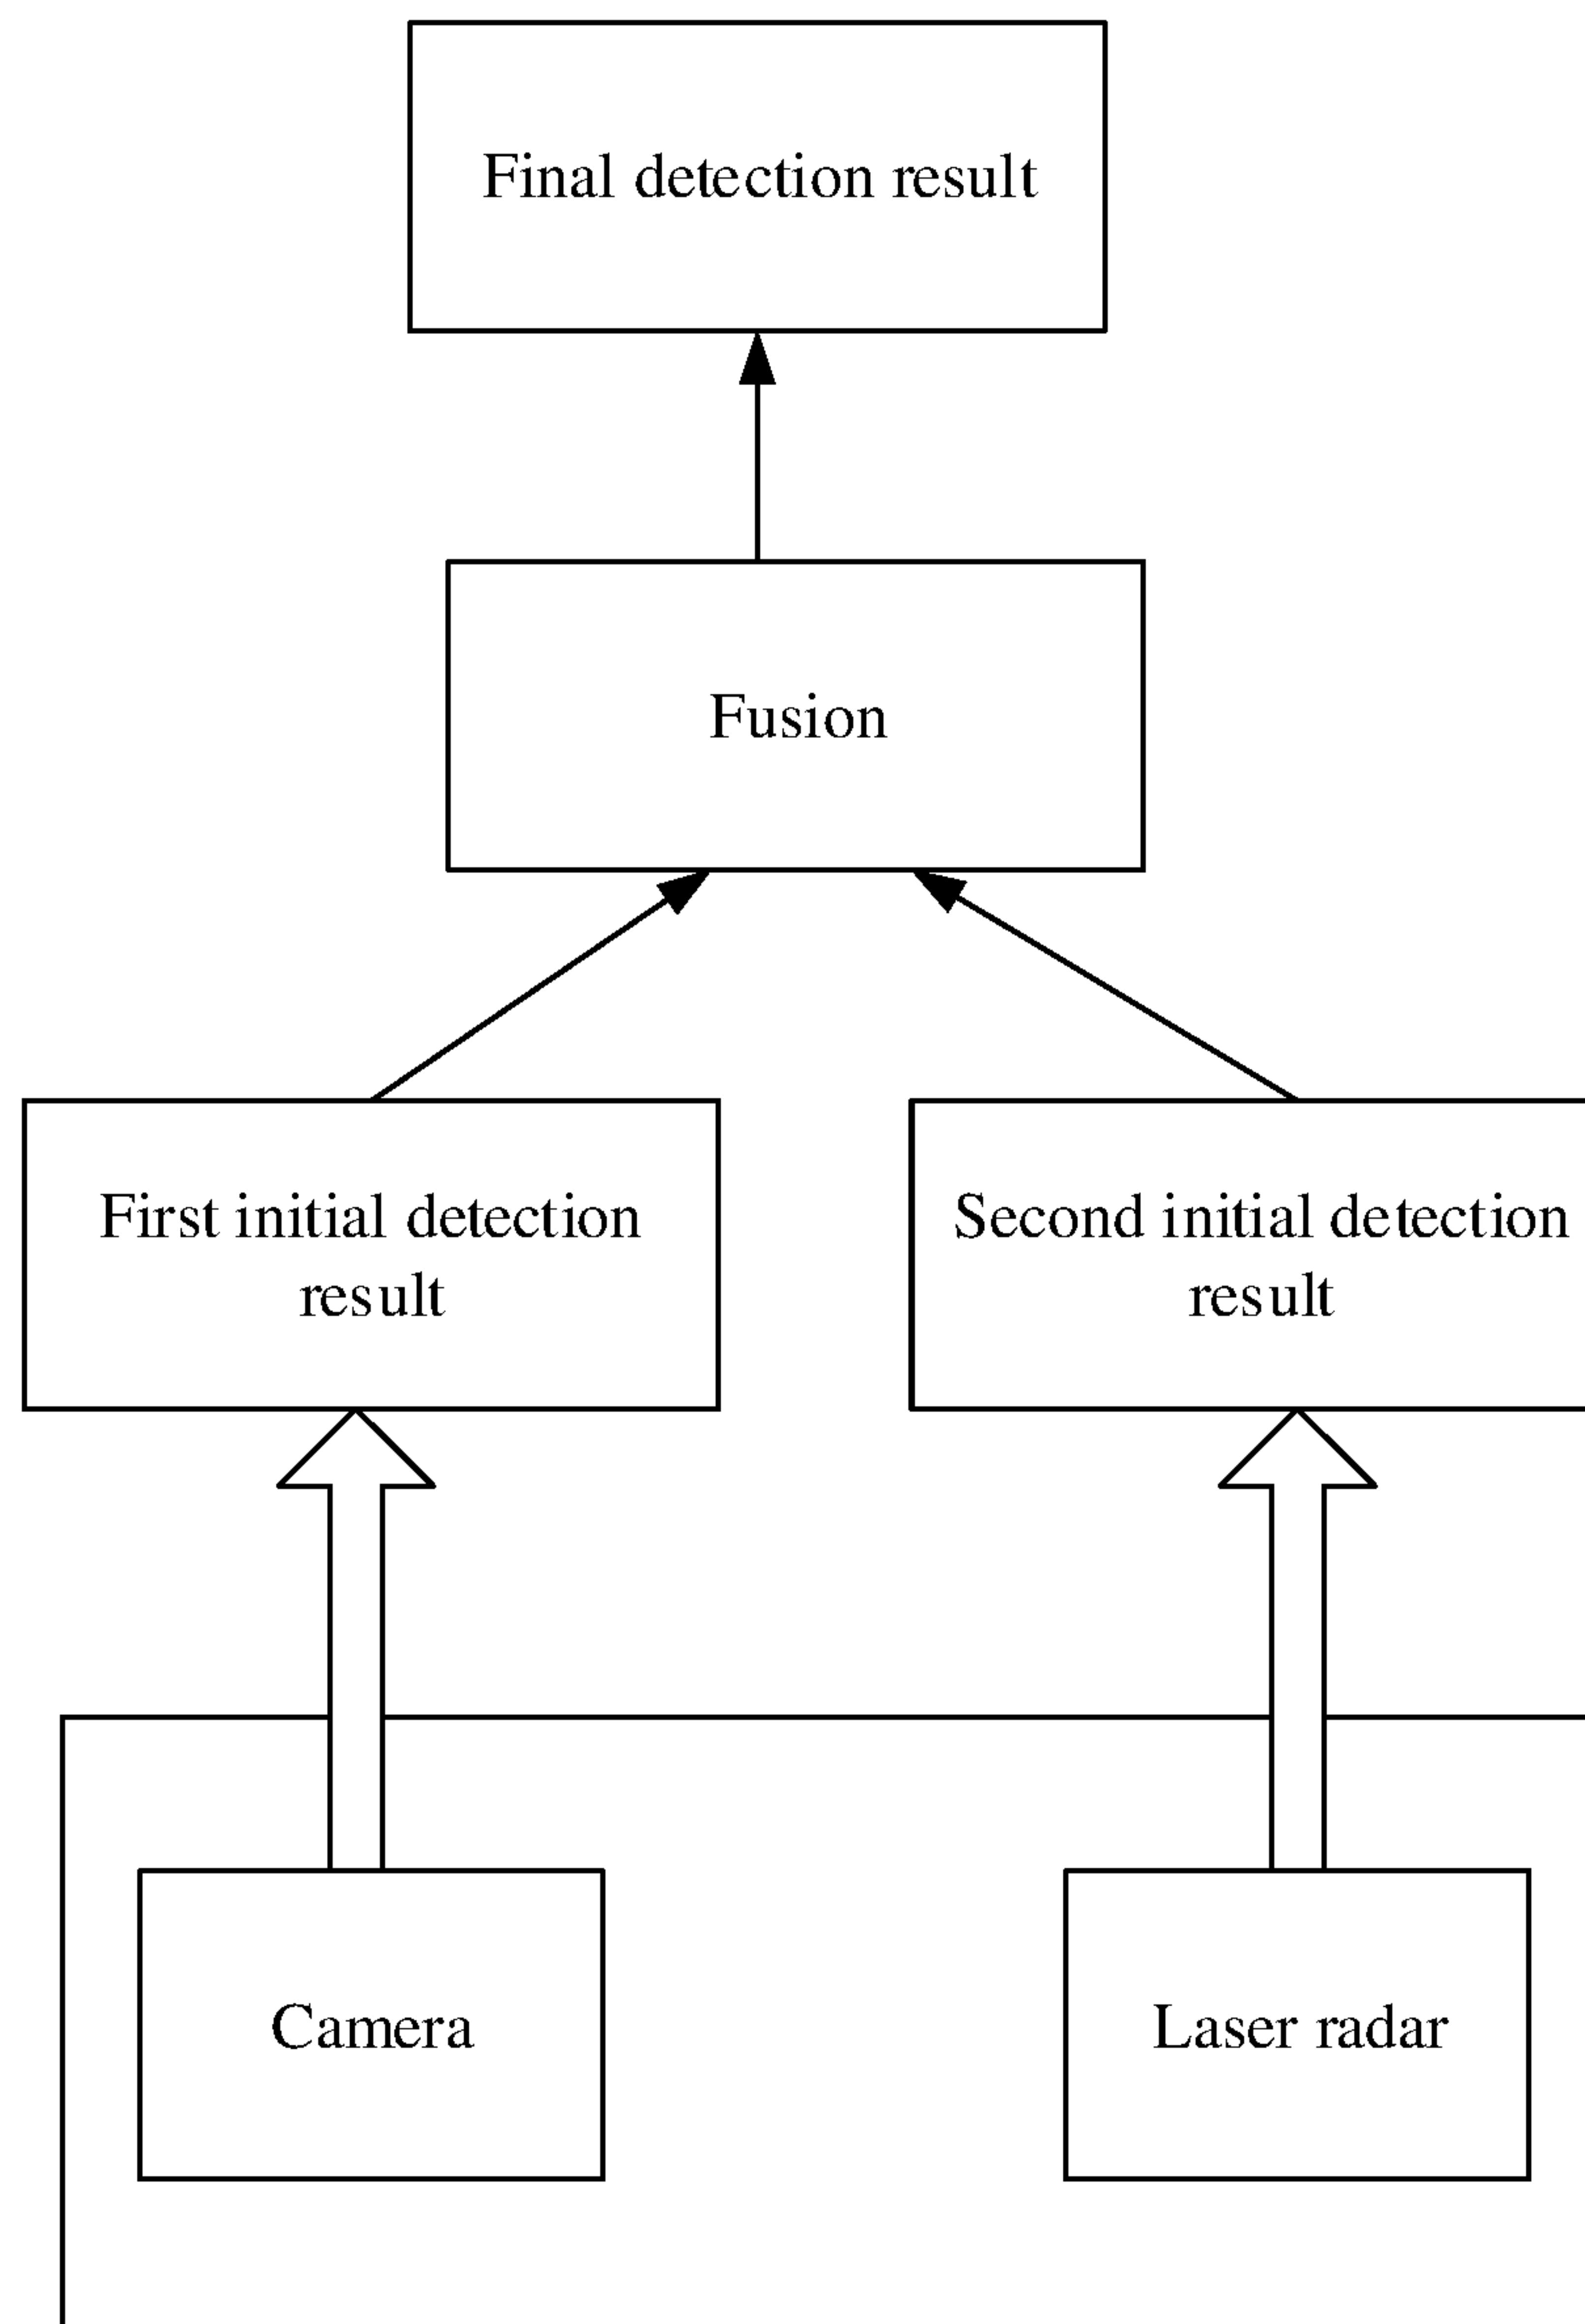 Final detection result
Fusion
First initial detection
result
Second initial detection
result
Camera
Laser radar